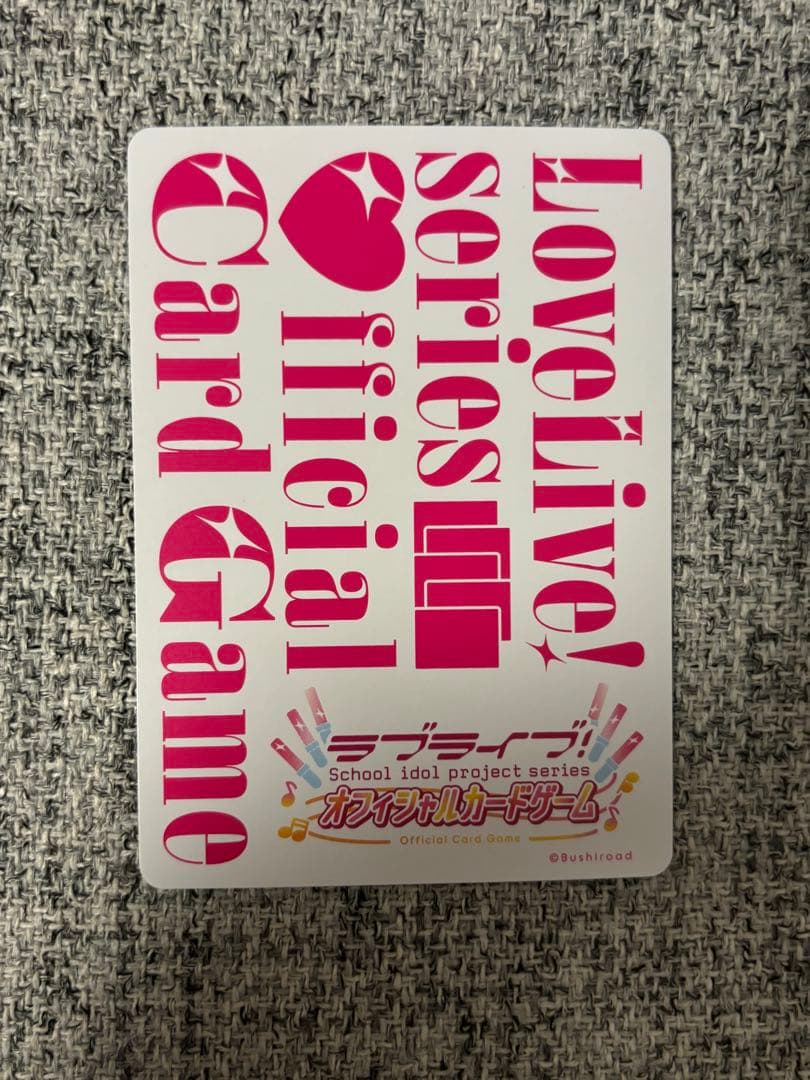 LoveLive!
series
Official
Card Game
ラブライブ!
School idol project series
オフィシャルカードゲーム
Official Card Game
©Bushiroad